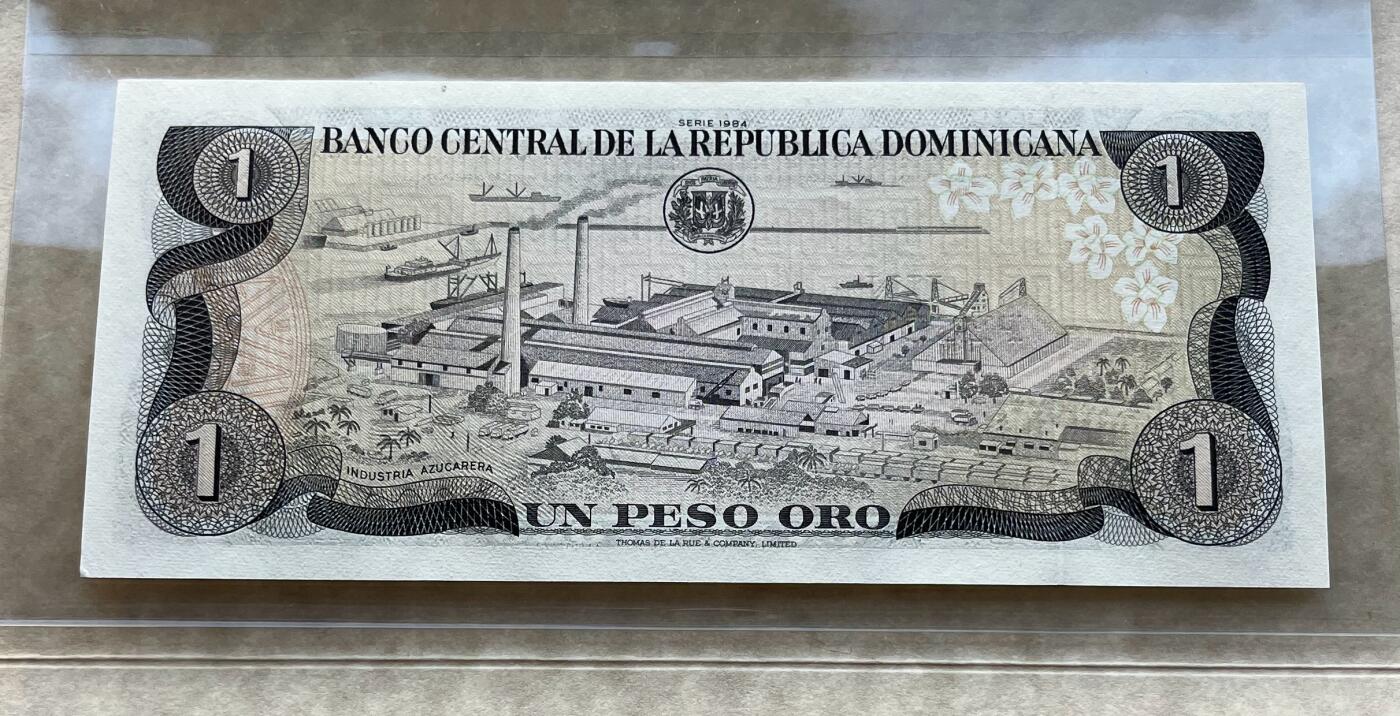 SERIE 1984
BANCO CENTRAL DE LA REPUBLICA DOMINICANA
1
1
1
1
INDUSTRIA AZUCARERA
UN PESO ORO
THOMAS DE LA RUE & COMPANY, LIMITED